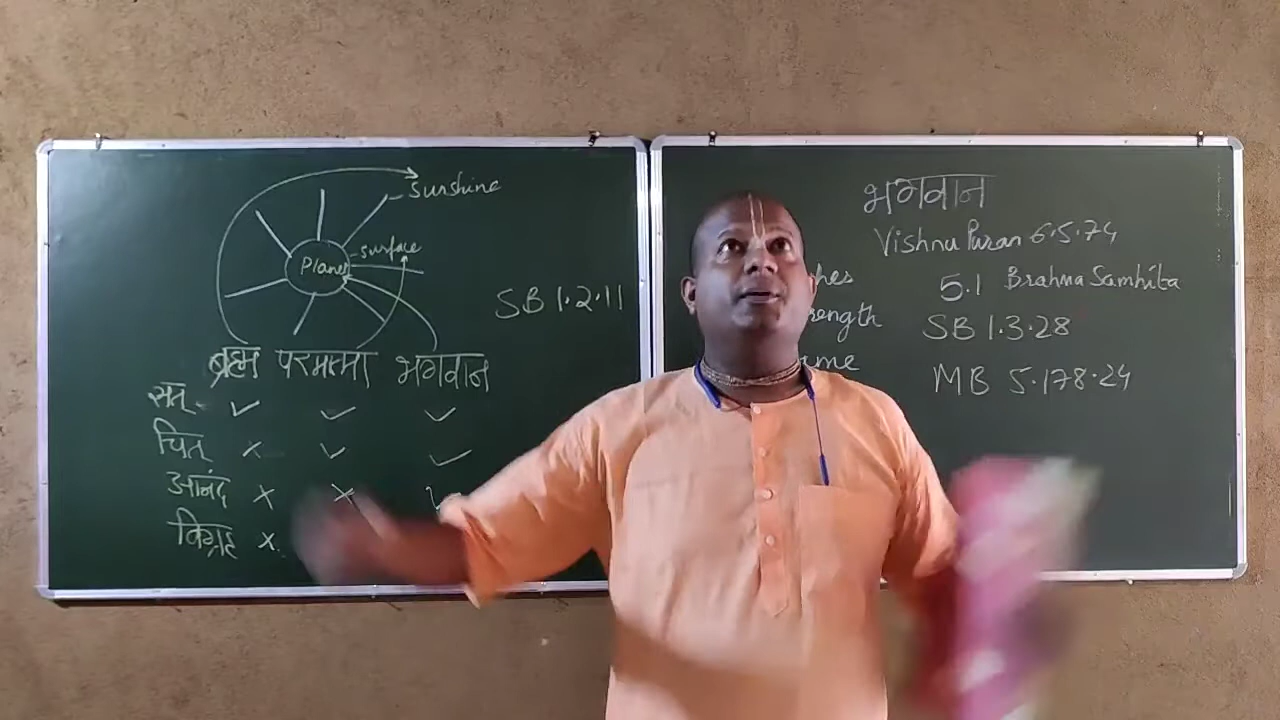 Sunshine
surface
Planet
SB 1.2.11
ब्रह्म परमात्मा भगवान
सत् ✓ ✓ ✓
चित् x ✓ ✓
आनंद x x
विग्रह x
भगवान
Vishnu Puran 6.5.74
5.1 Brahma Samhita
SB 1.3.28
MB 5.178.24